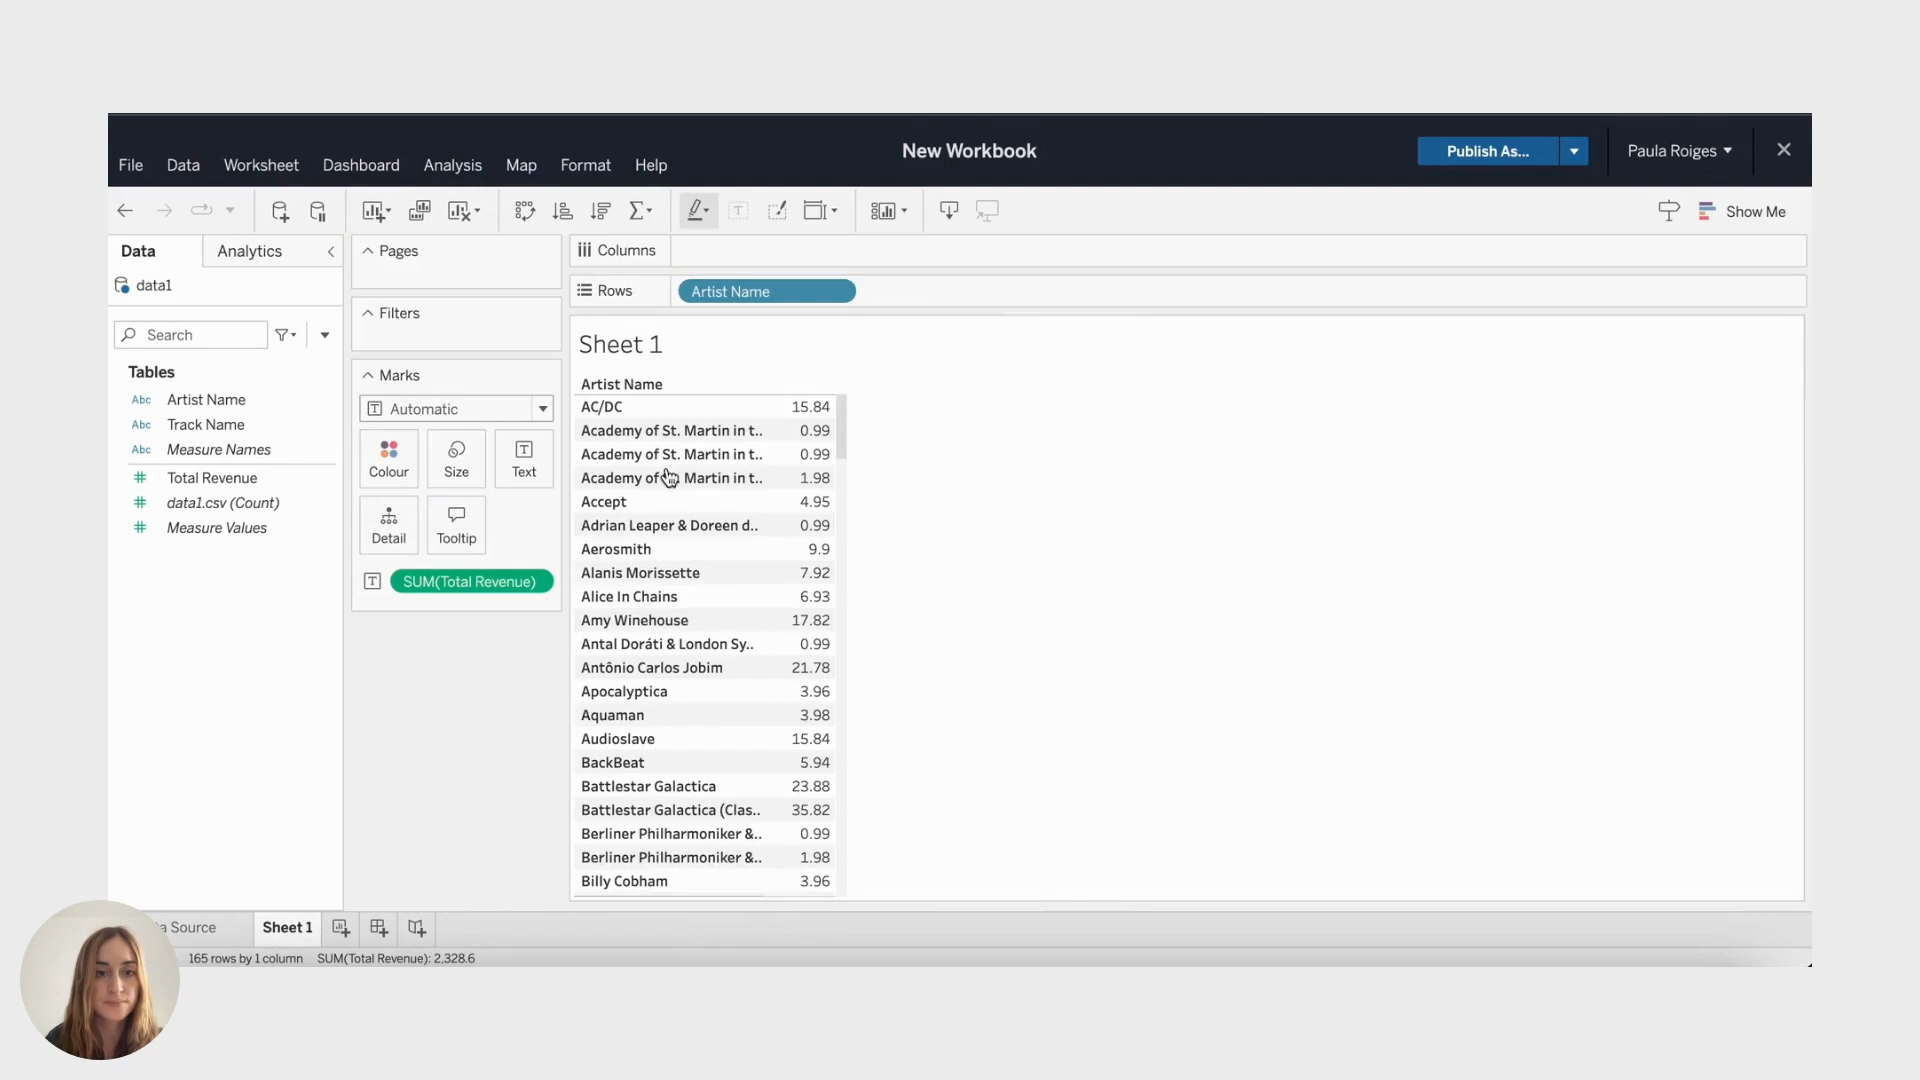 New Workbook
Publish As...
Paula Roiges
File Data Worksheet Dashboard Analysis Map Format Help
Show Me
Data Analytics
data1
Search
Tables
Abc Artist Name
Abc Track Name
Abc Measure Names
Total Revenue
data1.csv (Count)
Measure Values
Pages
Filters
Marks
Automatic
Colour Size Text
Detail Tooltip
SUM(Total Revenue)
Columns
Rows Artist Name
Sheet 1
Artist Name
AC/DC 15.84
Academy of St. Martin in t.. 0.99
Academy of St. Martin in t.. 0.99
Academy of Martin in t.. 1.98
Accept 4.95
Adrian Leaper & Doreen d.. 0.99
Aerosmith 9.9
Alanis Morissette 7.92
Alice In Chains 6.93
Amy Winehouse 17.82
Antal Doráti & London Sy.. 0.99
Antônio Carlos Jobim 21.78
Apocalyptica 3.96
Aquaman 3.98
Audioslave 15.84
BackBeat 5.94
Battlestar Galactica 23.88
Battlestar Galactica (Clas.. 35.82
Berliner Philharmoniker &.. 0.99
Berliner Philharmoniker &.. 1.98
Billy Cobham 3.96
a Source Sheet 1
165 rows by 1 column SUM(Total Revenue): 2,328.6